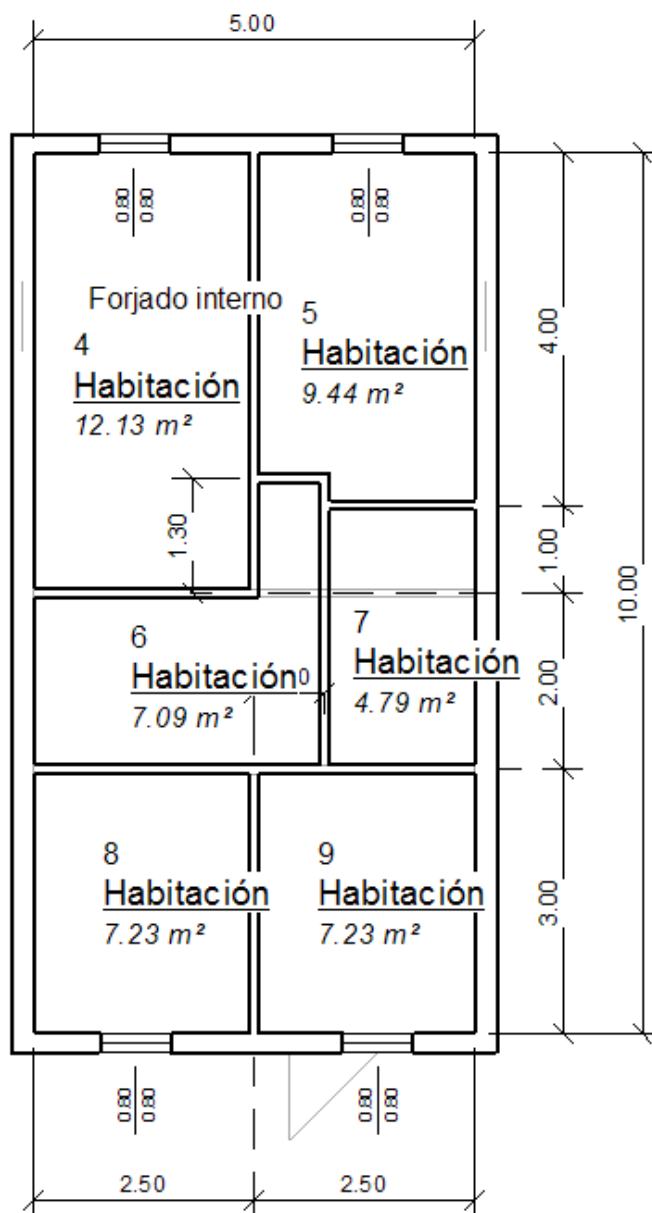 5.00
0.80
0.80
0.80
0.80
Forjado interno
4
Habitación
12.13 m²
5
Habitación
9.44 m²
4.00
1.30
1.00
10.00
6
Habitación
7.09 m²
0
7
Habitación
4.79 m²
2.00
8
Habitación
7.23 m²
9
Habitación
7.23 m²
3.00
0.80
0.80
0.80
0.80
2.50
2.50